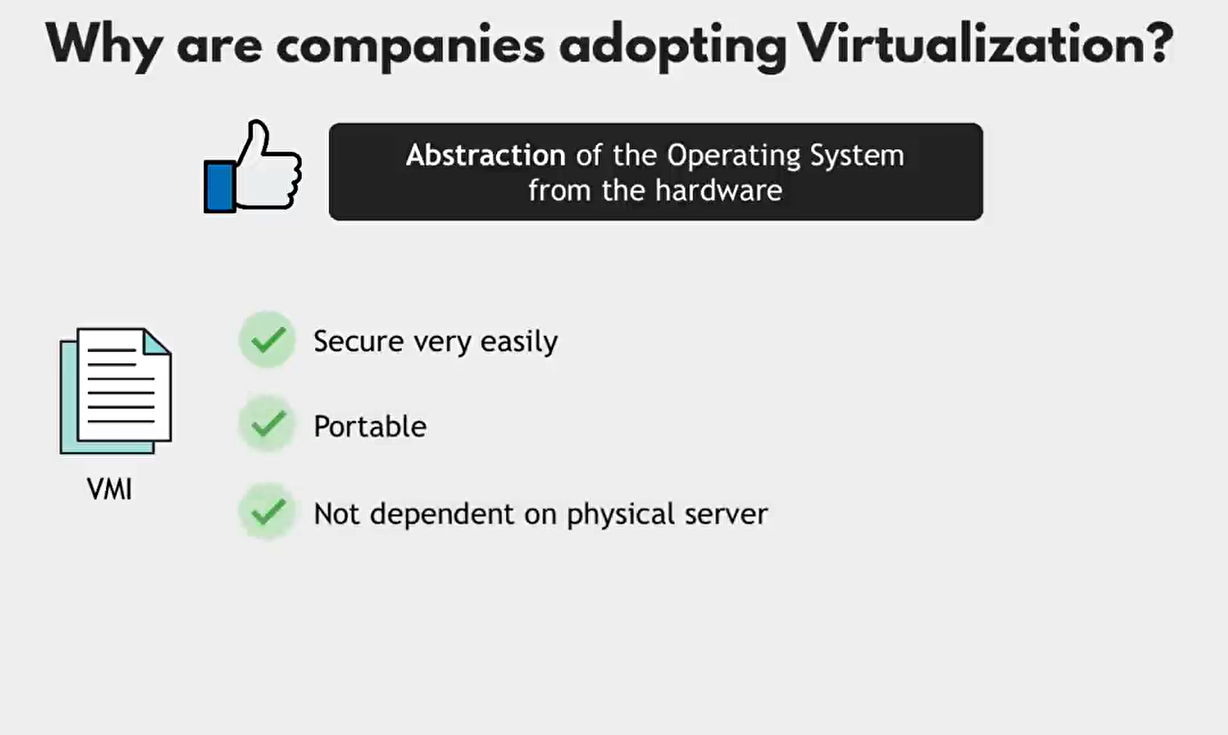 Why are companies adopting Virtualization?
Abstraction of the Operating System
from the hardware
Secure very easily
Portable
VMI
Not dependent on physical server